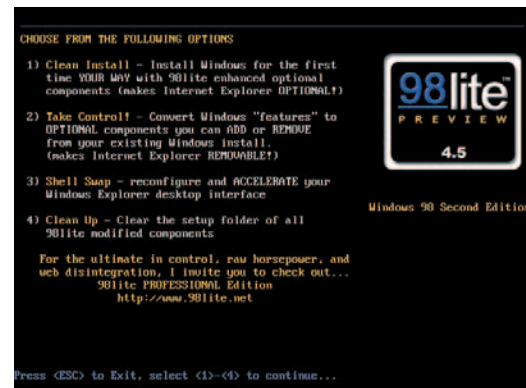 CHOOSE FROM THE FOLLOWING OPTIONS
1) Clean Install - Install Windows for the first
time YOUR WAY with 98lite enhanced optional
components (makes Internet Explorer OPTIONAL!)
2) Take Control! - Convert Windows "features" to
OPTIONAL components you can ADD or REMOVE
from your existing Windows install.
(makes Internet Explorer REMOVABLE!)
3) Shell Swap - reconfigure and ACCELERATE your
Windows Explorer desktop interface
4) Clean Up - Clear the setup folder of all
98lite modified components
For the ultimate in control, raw horsepower, and
web disintegration, I invite you to check out...
98lite PROFESSIONAL Edition
http://www.98lite.net
98lite™
PREVIEW
4.5
Windows 98 Second Edition
Press <ESC> to Exit, select <1>-<4> to continue...